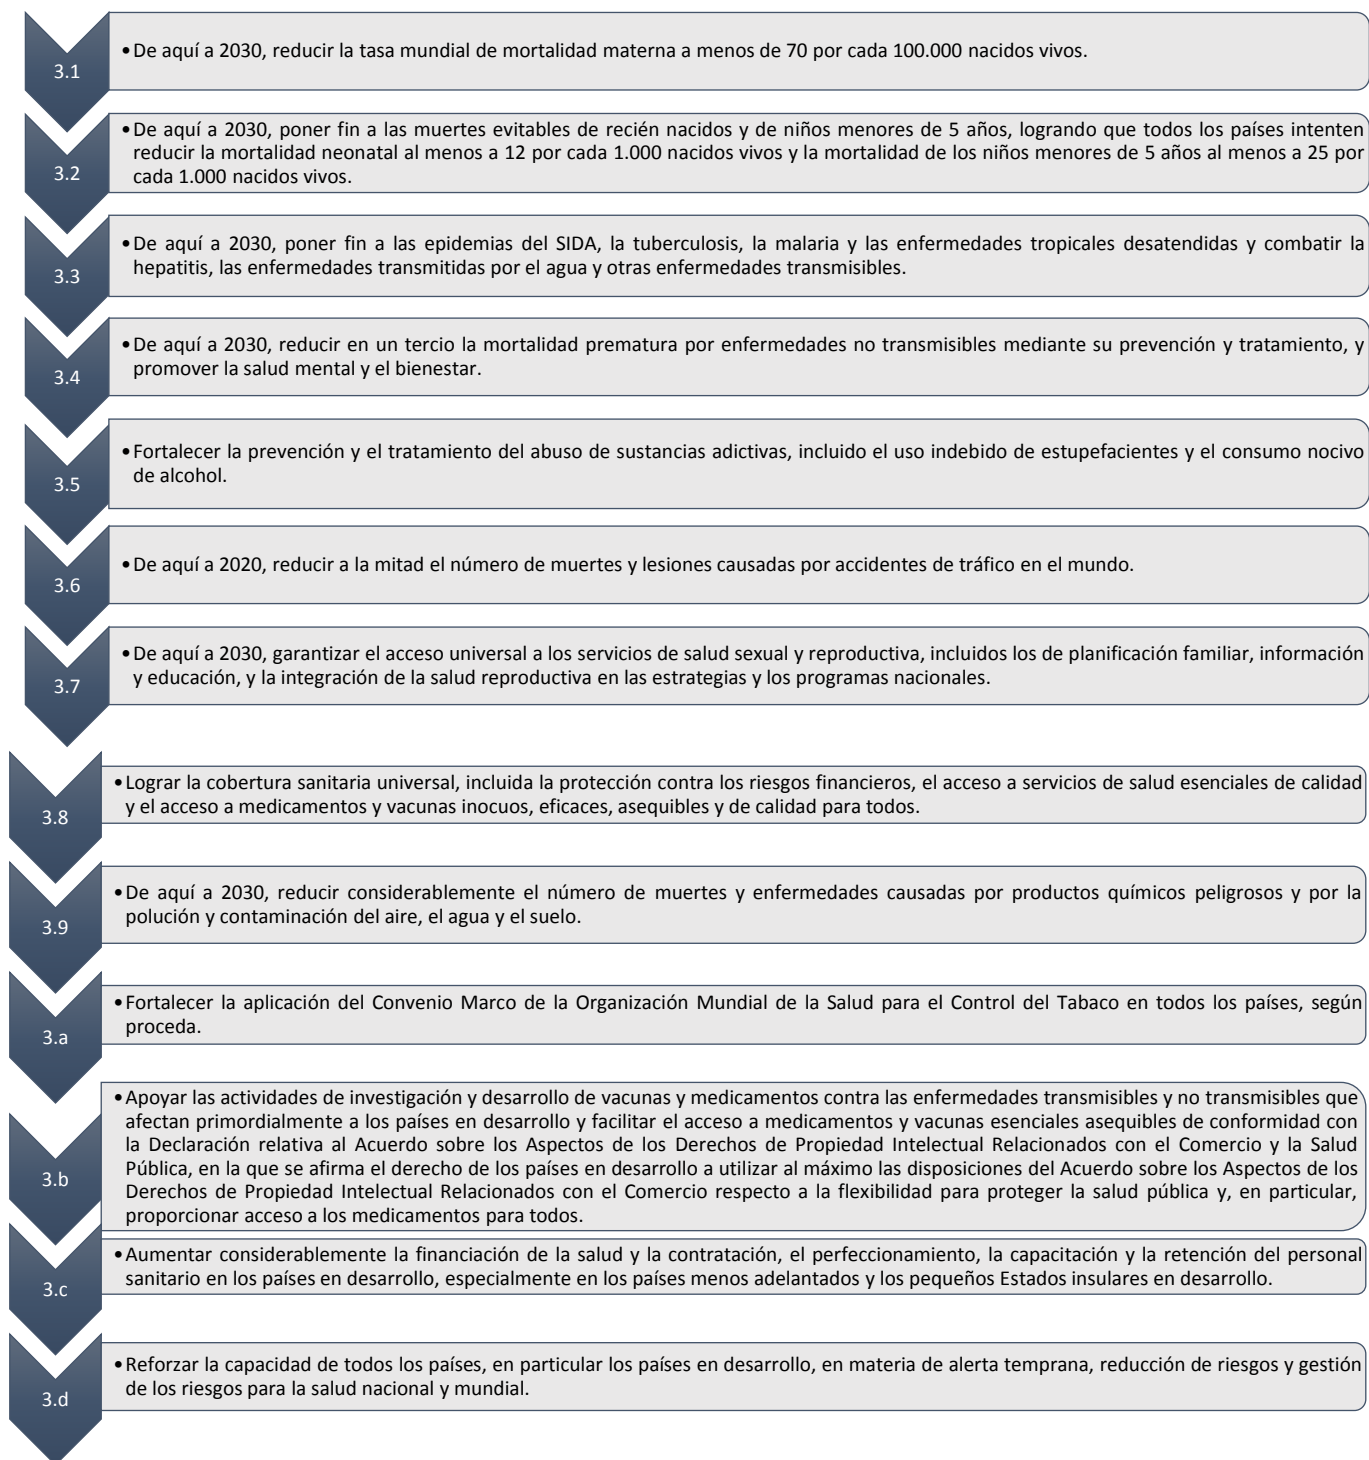 3.1
•De aquí a 2030, reducir la tasa mundial de mortalidad materna a menos de 70 por cada 100.000 nacidos vivos.
3.2
•De aquí a 2030, poner fin a las muertes evitables de recién nacidos y de niños menores de 5 años, logrando que todos los países intenten
reducir la mortalidad neonatal al menos a 12 por cada 1.000 nacidos vivos y la mortalidad de los niños menores de 5 años al menos a 25 por
cada 1.000 nacidos vivos.
3.3
•De aquí a 2030, poner fin a las epidemias del SIDA, la tuberculosis, la malaria y las enfermedades tropicales desatendidas y combatir la
hepatitis, las enfermedades transmitidas por el agua y otras enfermedades transmisibles.
3.4
•De aquí a 2030, reducir en un tercio la mortalidad prematura por enfermedades no transmisibles mediante su prevención y tratamiento, y
promover la salud mental y el bienestar.
3.5
•Fortalecer la prevención y el tratamiento del abuso de sustancias adictivas, incluido el uso indebido de estupefacientes y el consumo nocivo
de alcohol.
3.6
•De aquí a 2020, reducir a la mitad el número de muertes y lesiones causadas por accidentes de tráfico en el mundo.
3.7
•De aquí a 2030, garantizar el acceso universal a los servicios de salud sexual y reproductiva, incluidos los de planificación familiar, información
y educación, y la integración de la salud reproductiva en las estrategias y los programas nacionales.
3.8
•Lograr la cobertura sanitaria universal, incluida la protección contra los riesgos financieros, el acceso a servicios de salud esenciales de calidad
y el acceso a medicamentos y vacunas inocuos, eficaces, asequibles y de calidad para todos.
3.9
•De aquí a 2030, reducir considerablemente el número de muertes y enfermedades causadas por productos químicos peligrosos y por la
polución y contaminación del aire, el agua y el suelo.
3.a
•Fortalecer la aplicación del Convenio Marco de la Organización Mundial de la Salud para el Control del Tabaco en todos los países, según
proceda.
3.b
•Apoyar las actividades de investigación y desarrollo de vacunas y medicamentos contra las enfermedades transmisibles y no transmisibles que
afectan primordialmente a los países en desarrollo y facilitar el acceso a medicamentos y vacunas esenciales asequibles de conformidad con
la Declaración relativa al Acuerdo sobre los Aspectos de los Derechos de Propiedad Intelectual Relacionados con el Comercio y la Salud
Pública, en la que se afirma el derecho de los países en desarrollo a utilizar al máximo las disposiciones del Acuerdo sobre los Aspectos de los
Derechos de Propiedad Intelectual Relacionados con el Comercio respecto a la flexibilidad para proteger la salud pública y, en particular,
proporcionar acceso a los medicamentos para todos.
3.c
•Aumentar considerablemente la financiación de la salud y la contratación, el perfeccionamiento, la capacitación y la retención del personal
sanitario en los países en desarrollo, especialmente en los países menos adelantados y los pequeños Estados insulares en desarrollo.
3.d
•Reforzar la capacidad de todos los países, en particular los países en desarrollo, en materia de alerta temprana, reducción de riesgos y gestión
de los riesgos para la salud nacional y mundial.